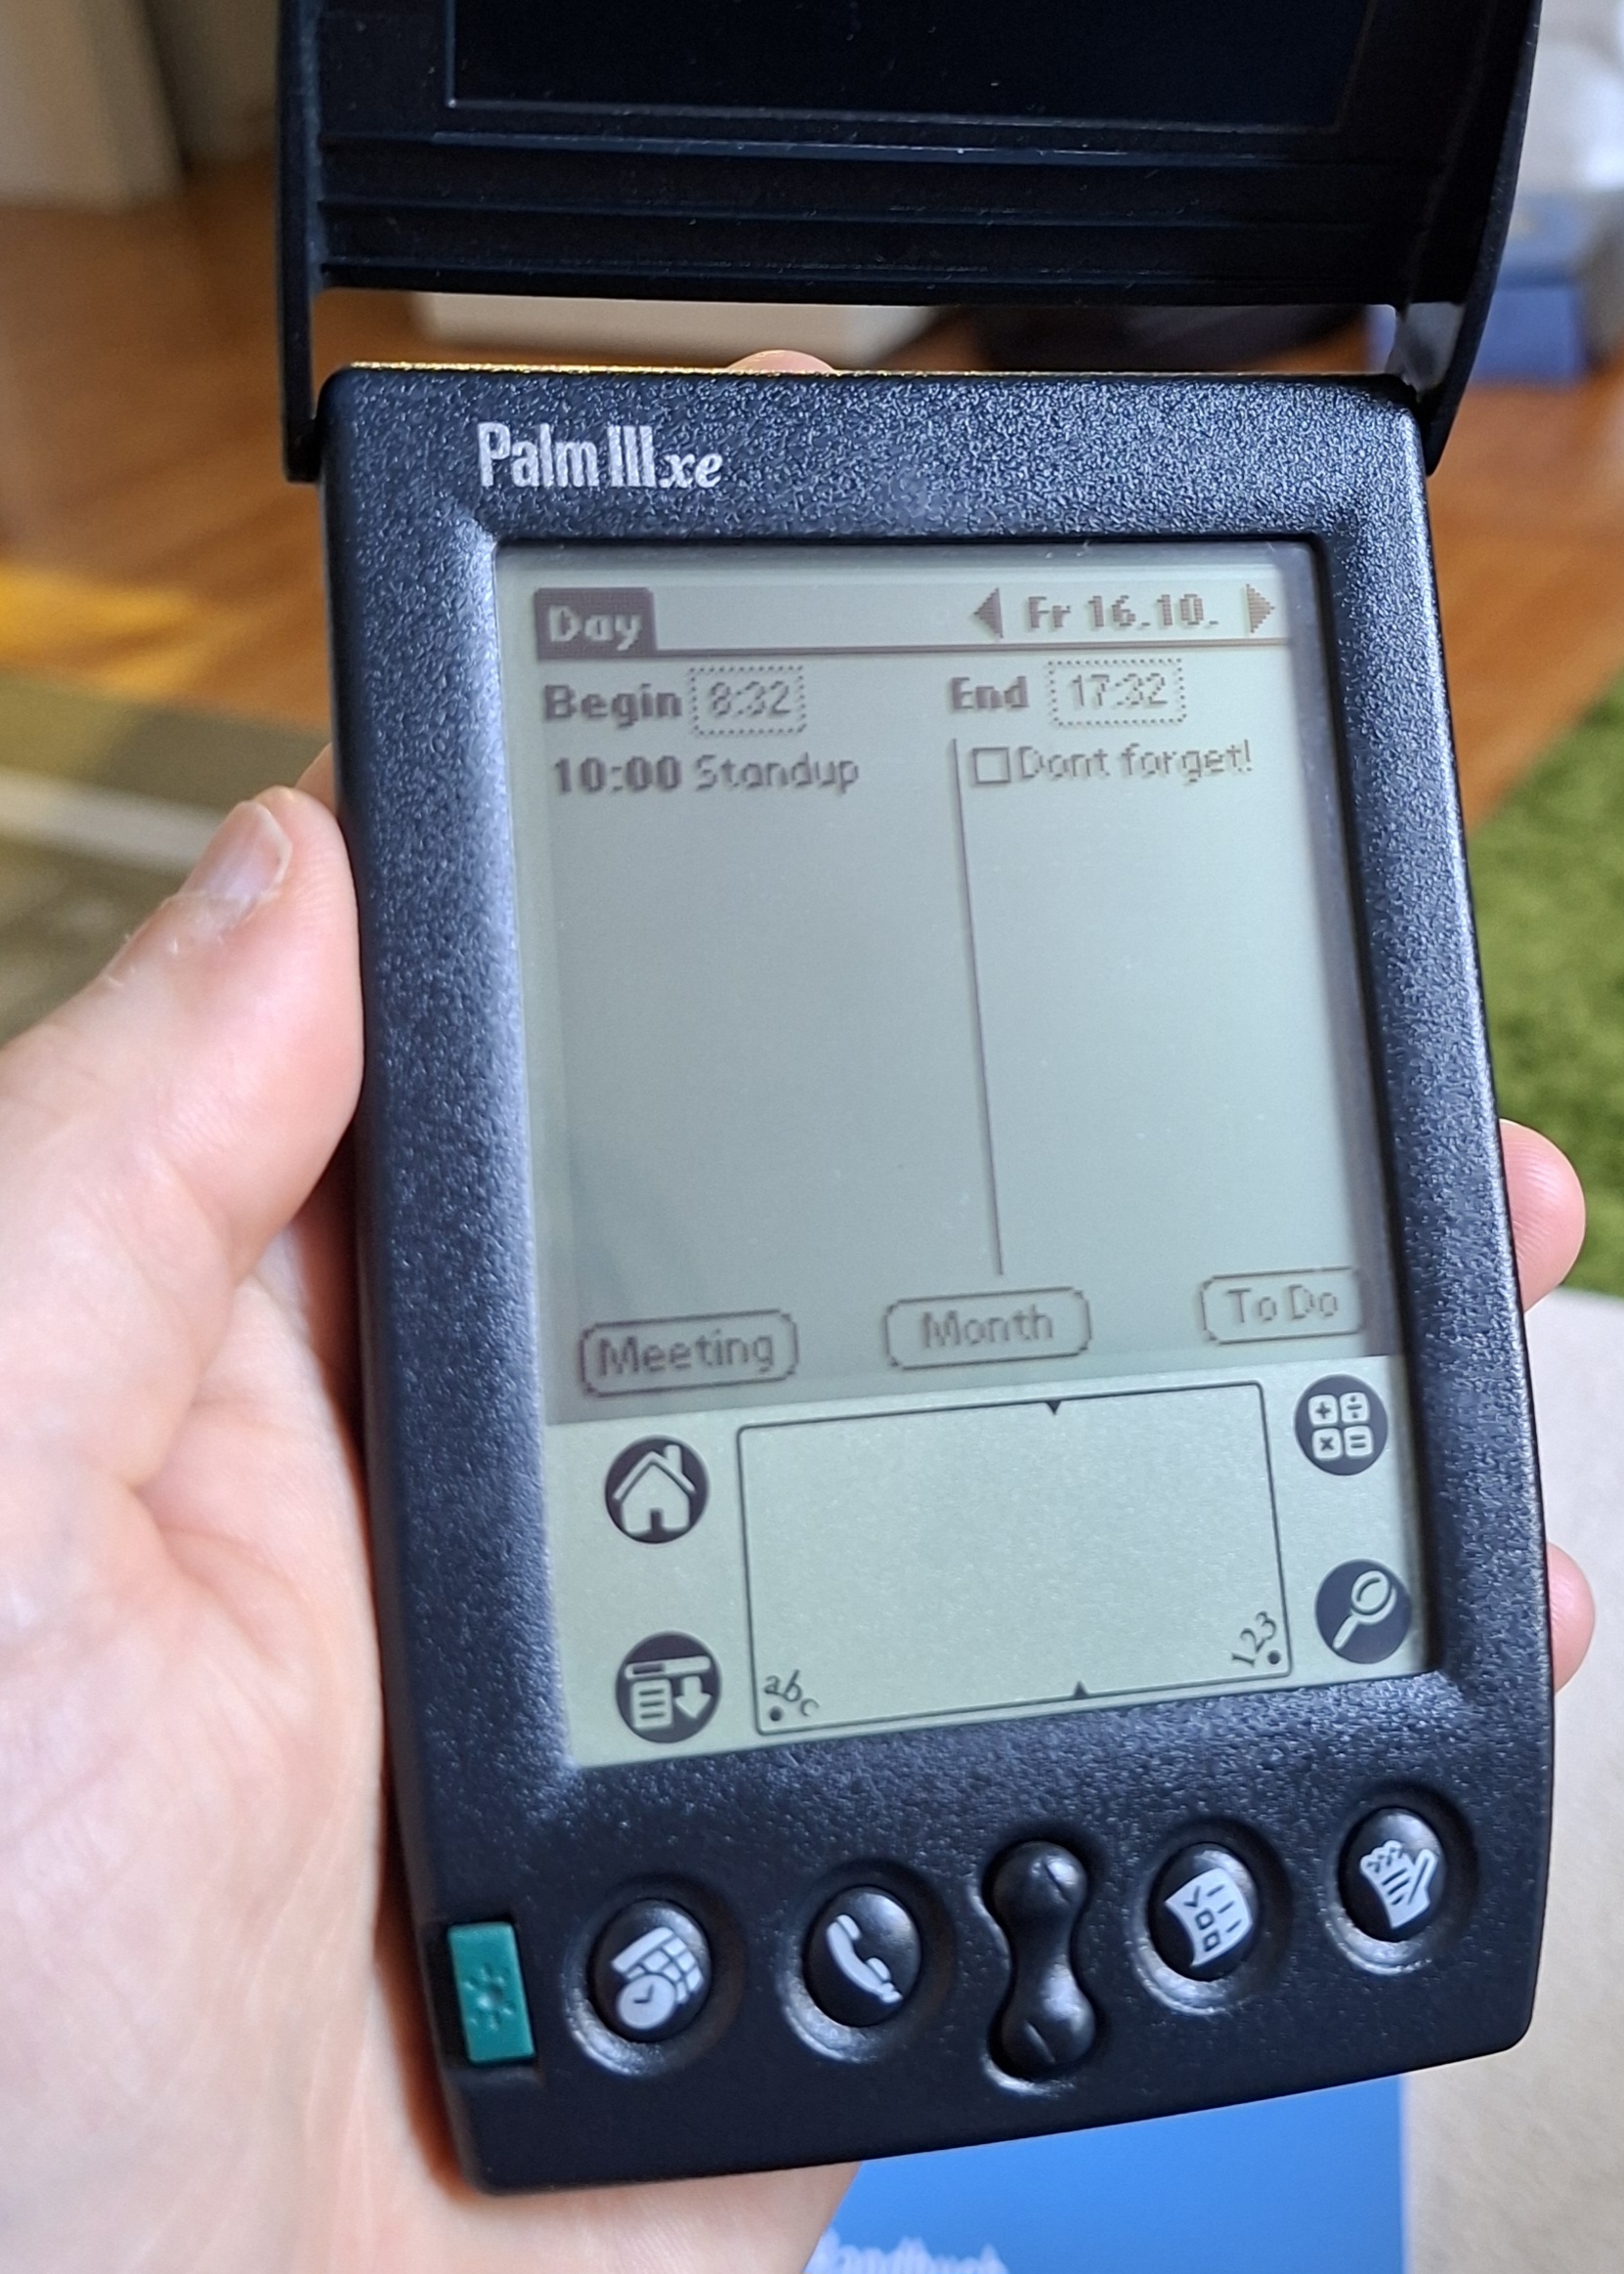 Palm IIIxe
Day Fr 16.10.
Begin 8:32 End 17:32
10:00 Standup Dont forget!
Meeting Month To Do
abc 123
Handbuch